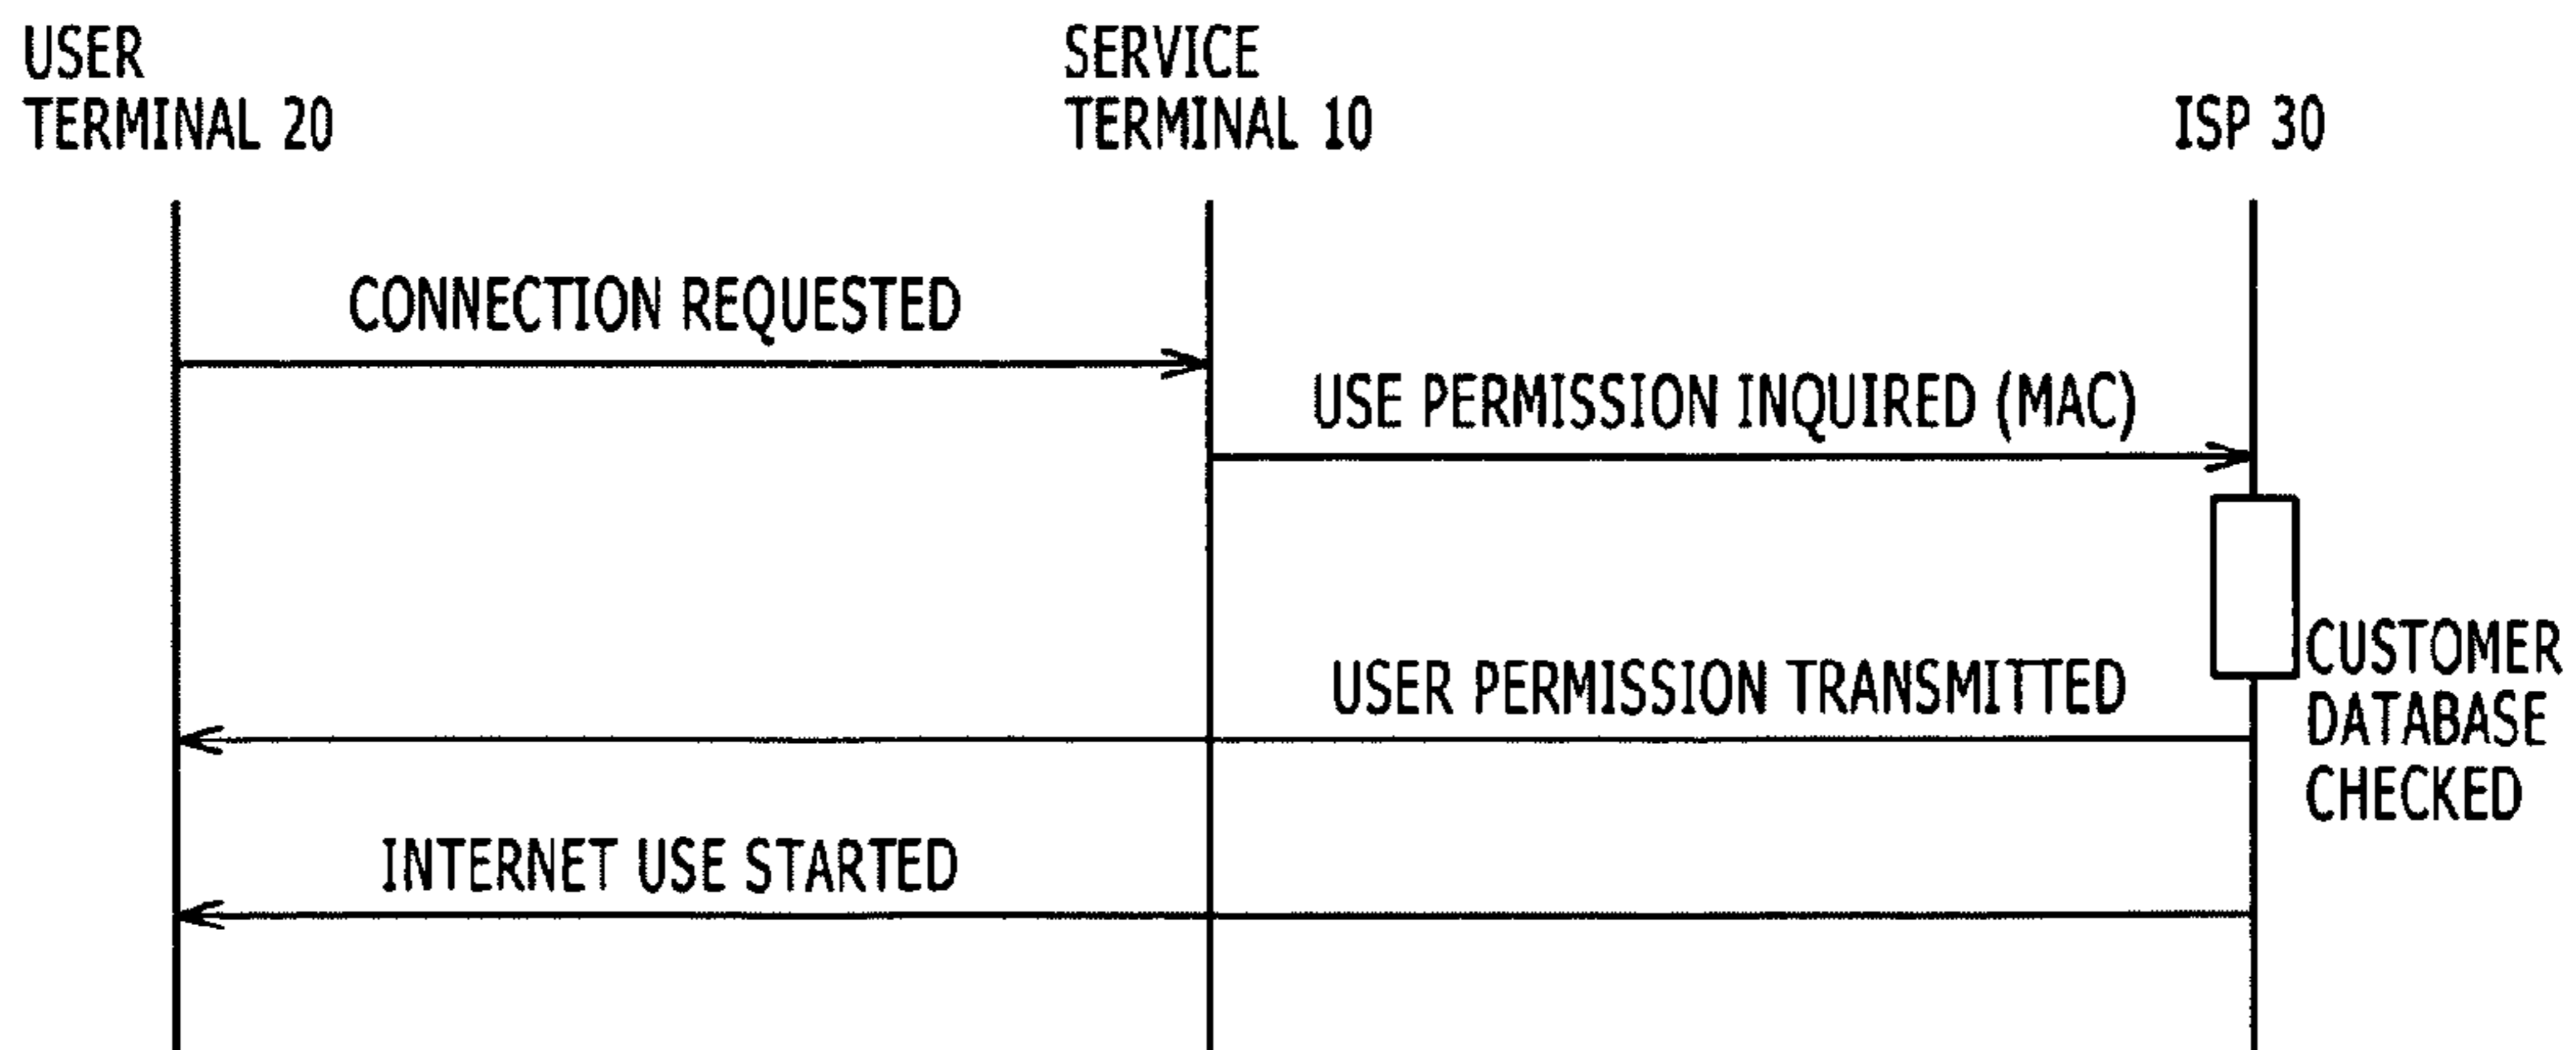 USER
TERMINAL 20
SERVICE
TERMINAL 10
ISP 30
CONNECTION REQUESTED
USE PERMISSION INQUIRED (MAC)
USER PERMISSION TRANSMITTED
CUSTOMER
DATABASE
CHECKED
INTERNET USE STARTED